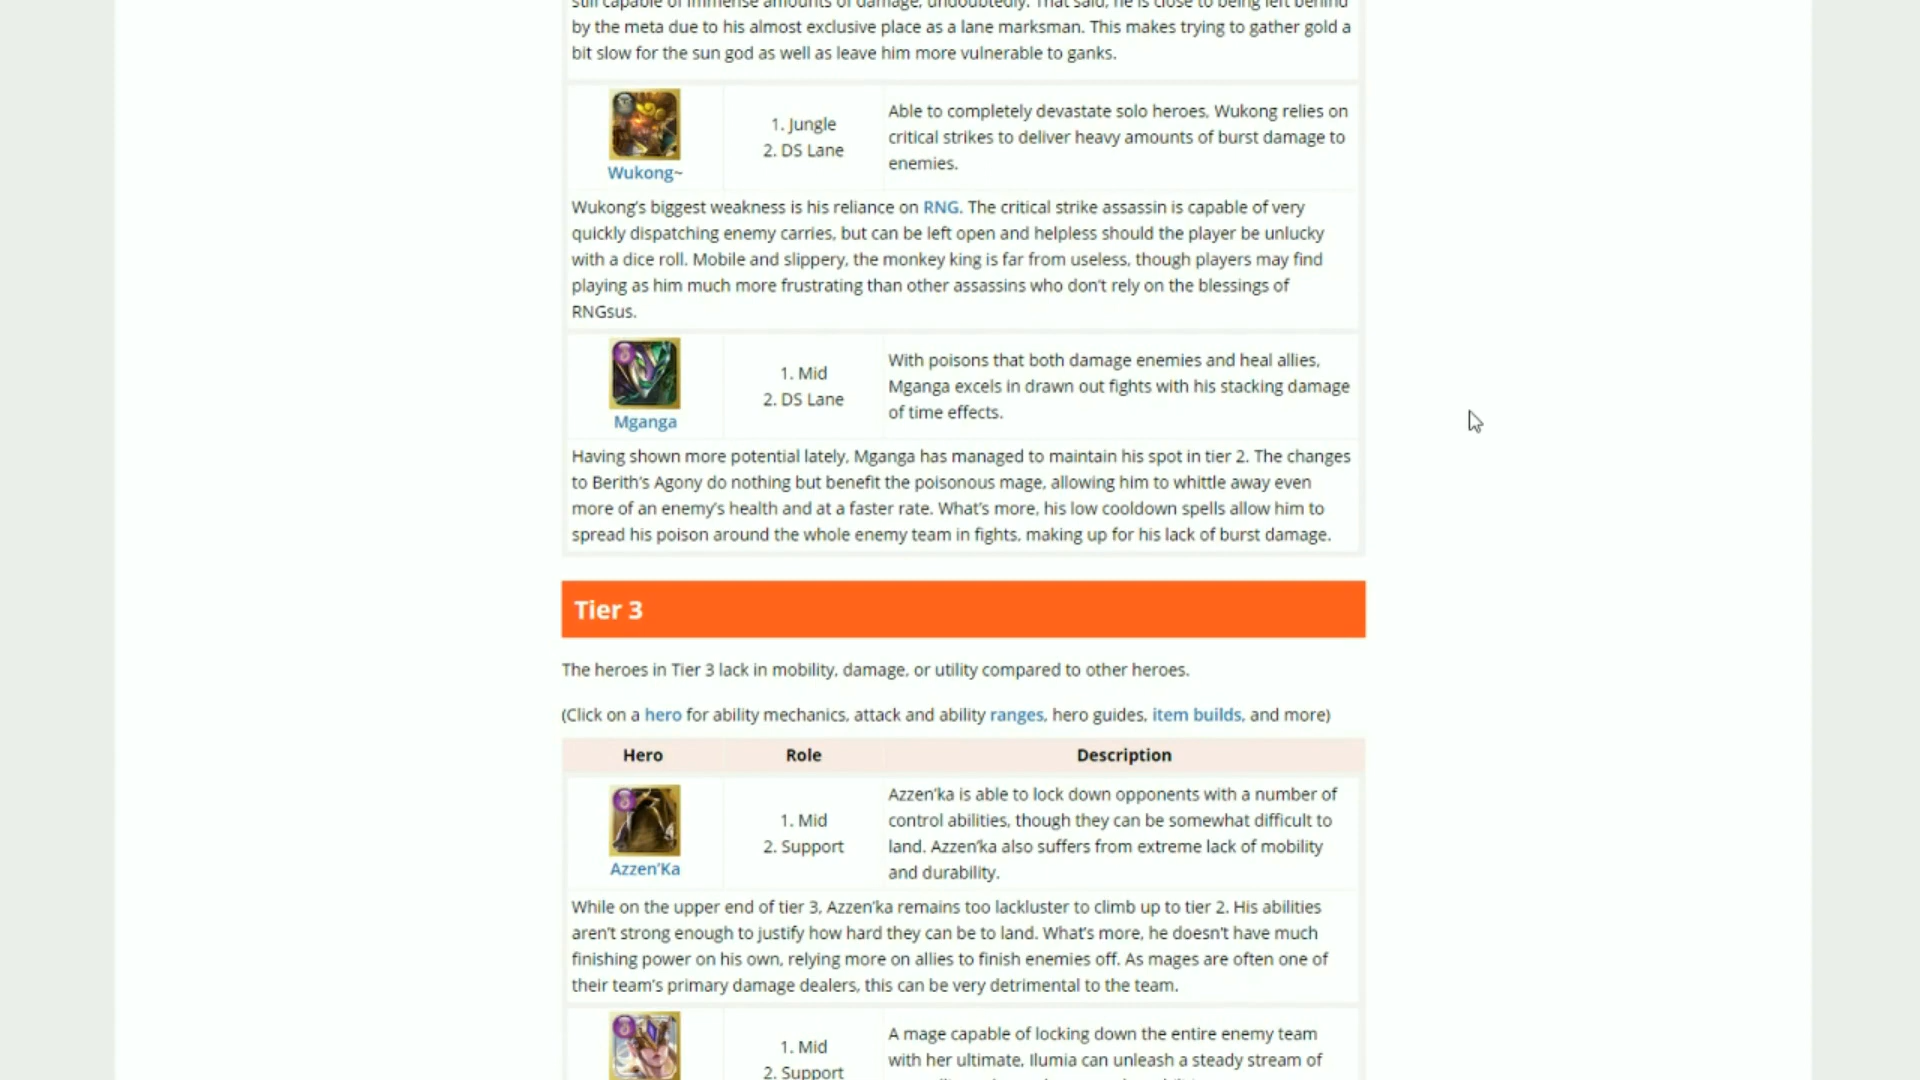 still capable of immense amounts of damage, undoubtedly. That said, he is close to being left behind
by the meta due to his almost exclusive place as a lane marksman. This makes trying to gather gold a
bit slow for the sun god as well as leave him more vulnerable to ganks.
1. Jungle
2. DS Lane
Able to completely devastate solo heroes, Wukong relies on
critical strikes to deliver heavy amounts of burst damage to
enemies.
Wukong~
Wukong's biggest weakness is his reliance on RNG. The critical strike assassin is capable of very
quickly dispatching enemy carries, but can be left open and helpless should the player be unlucky
with a dice roll. Mobile and slippery, the monkey king is far from useless, though players may find
playing as him much more frustrating than other assassins who don't rely on the blessings of
RNGsus.
1. Mid
2. DS Lane
With poisons that both damage enemies and heal allies,
Mganga excels in drawn out fights with his stacking damage
of time effects.
Mganga
Having shown more potential lately, Mganga has managed to maintain his spot in tier 2. The changes
to Berith's Agony do nothing but benefit the poisonous mage, allowing him to whittle away even
more of an enemy's health and at a faster rate. What's more, his low cooldown spells allow him to
spread his poison around the whole enemy team in fights, making up for his lack of burst damage.
Tier 3
The heroes in Tier 3 lack in mobility, damage, or utility compared to other heroes.
(Click on a hero for ability mechanics, attack and ability ranges, hero guides, item builds, and more)
Hero Role Description
1. Mid
2. Support
Azzen'ka is able to lock down opponents with a number of
control abilities, though they can be somewhat difficult to
land. Azzen'ka also suffers from extreme lack of mobility
and durability.
Azzen'Ka
While on the upper end of tier 3, Azzen'ka remains too lackluster to climb up to tier 2. His abilities
aren't strong enough to justify how hard they can be to land. What's more, he doesn't have much
finishing power on his own, relying more on allies to finish enemies off. As mages are often one of
their team's primary damage dealers, this can be very detrimental to the team.
1. Mid
2. Support
A mage capable of locking down the entire enemy team
with her ultimate, Ilumia can unleash a steady stream of